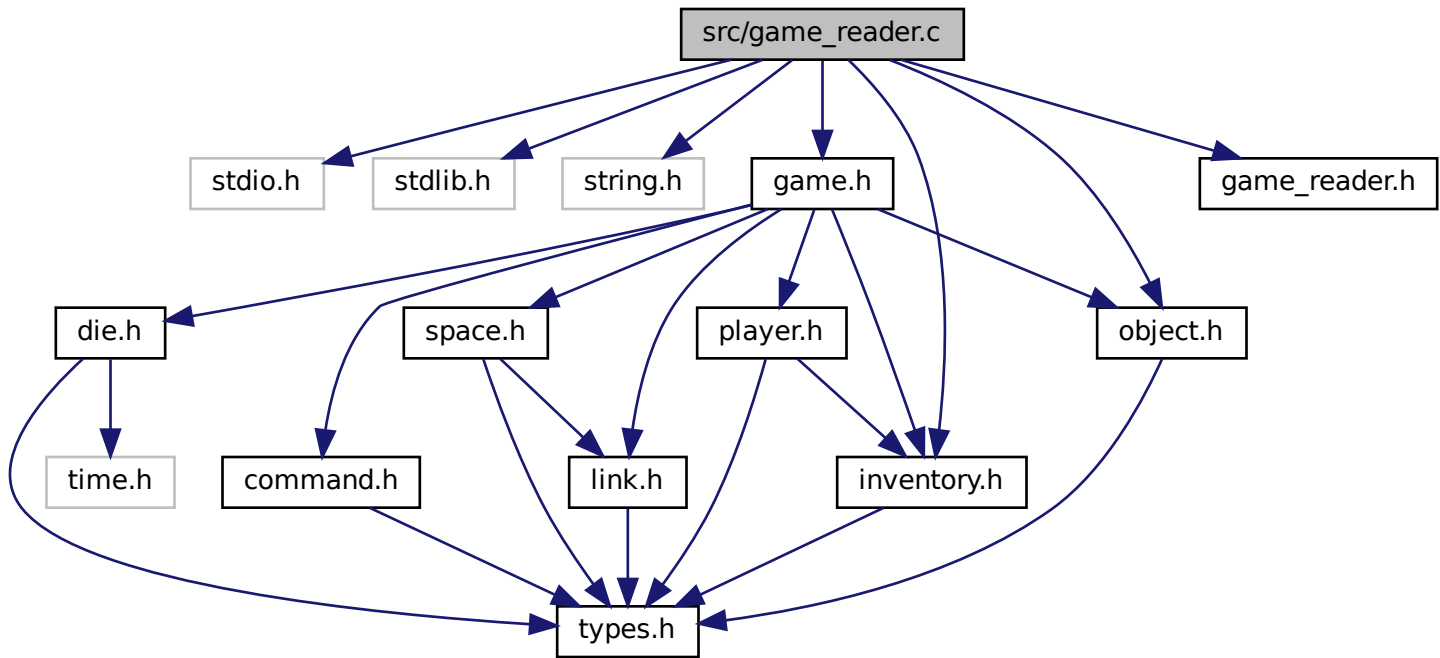 src/game_reader.c
stdio.h
stdlib.h
string.h
game.h
game_reader.h
die.h
space.h
player.h
object.h
time.h
command.h
link.h
inventory.h
types.h